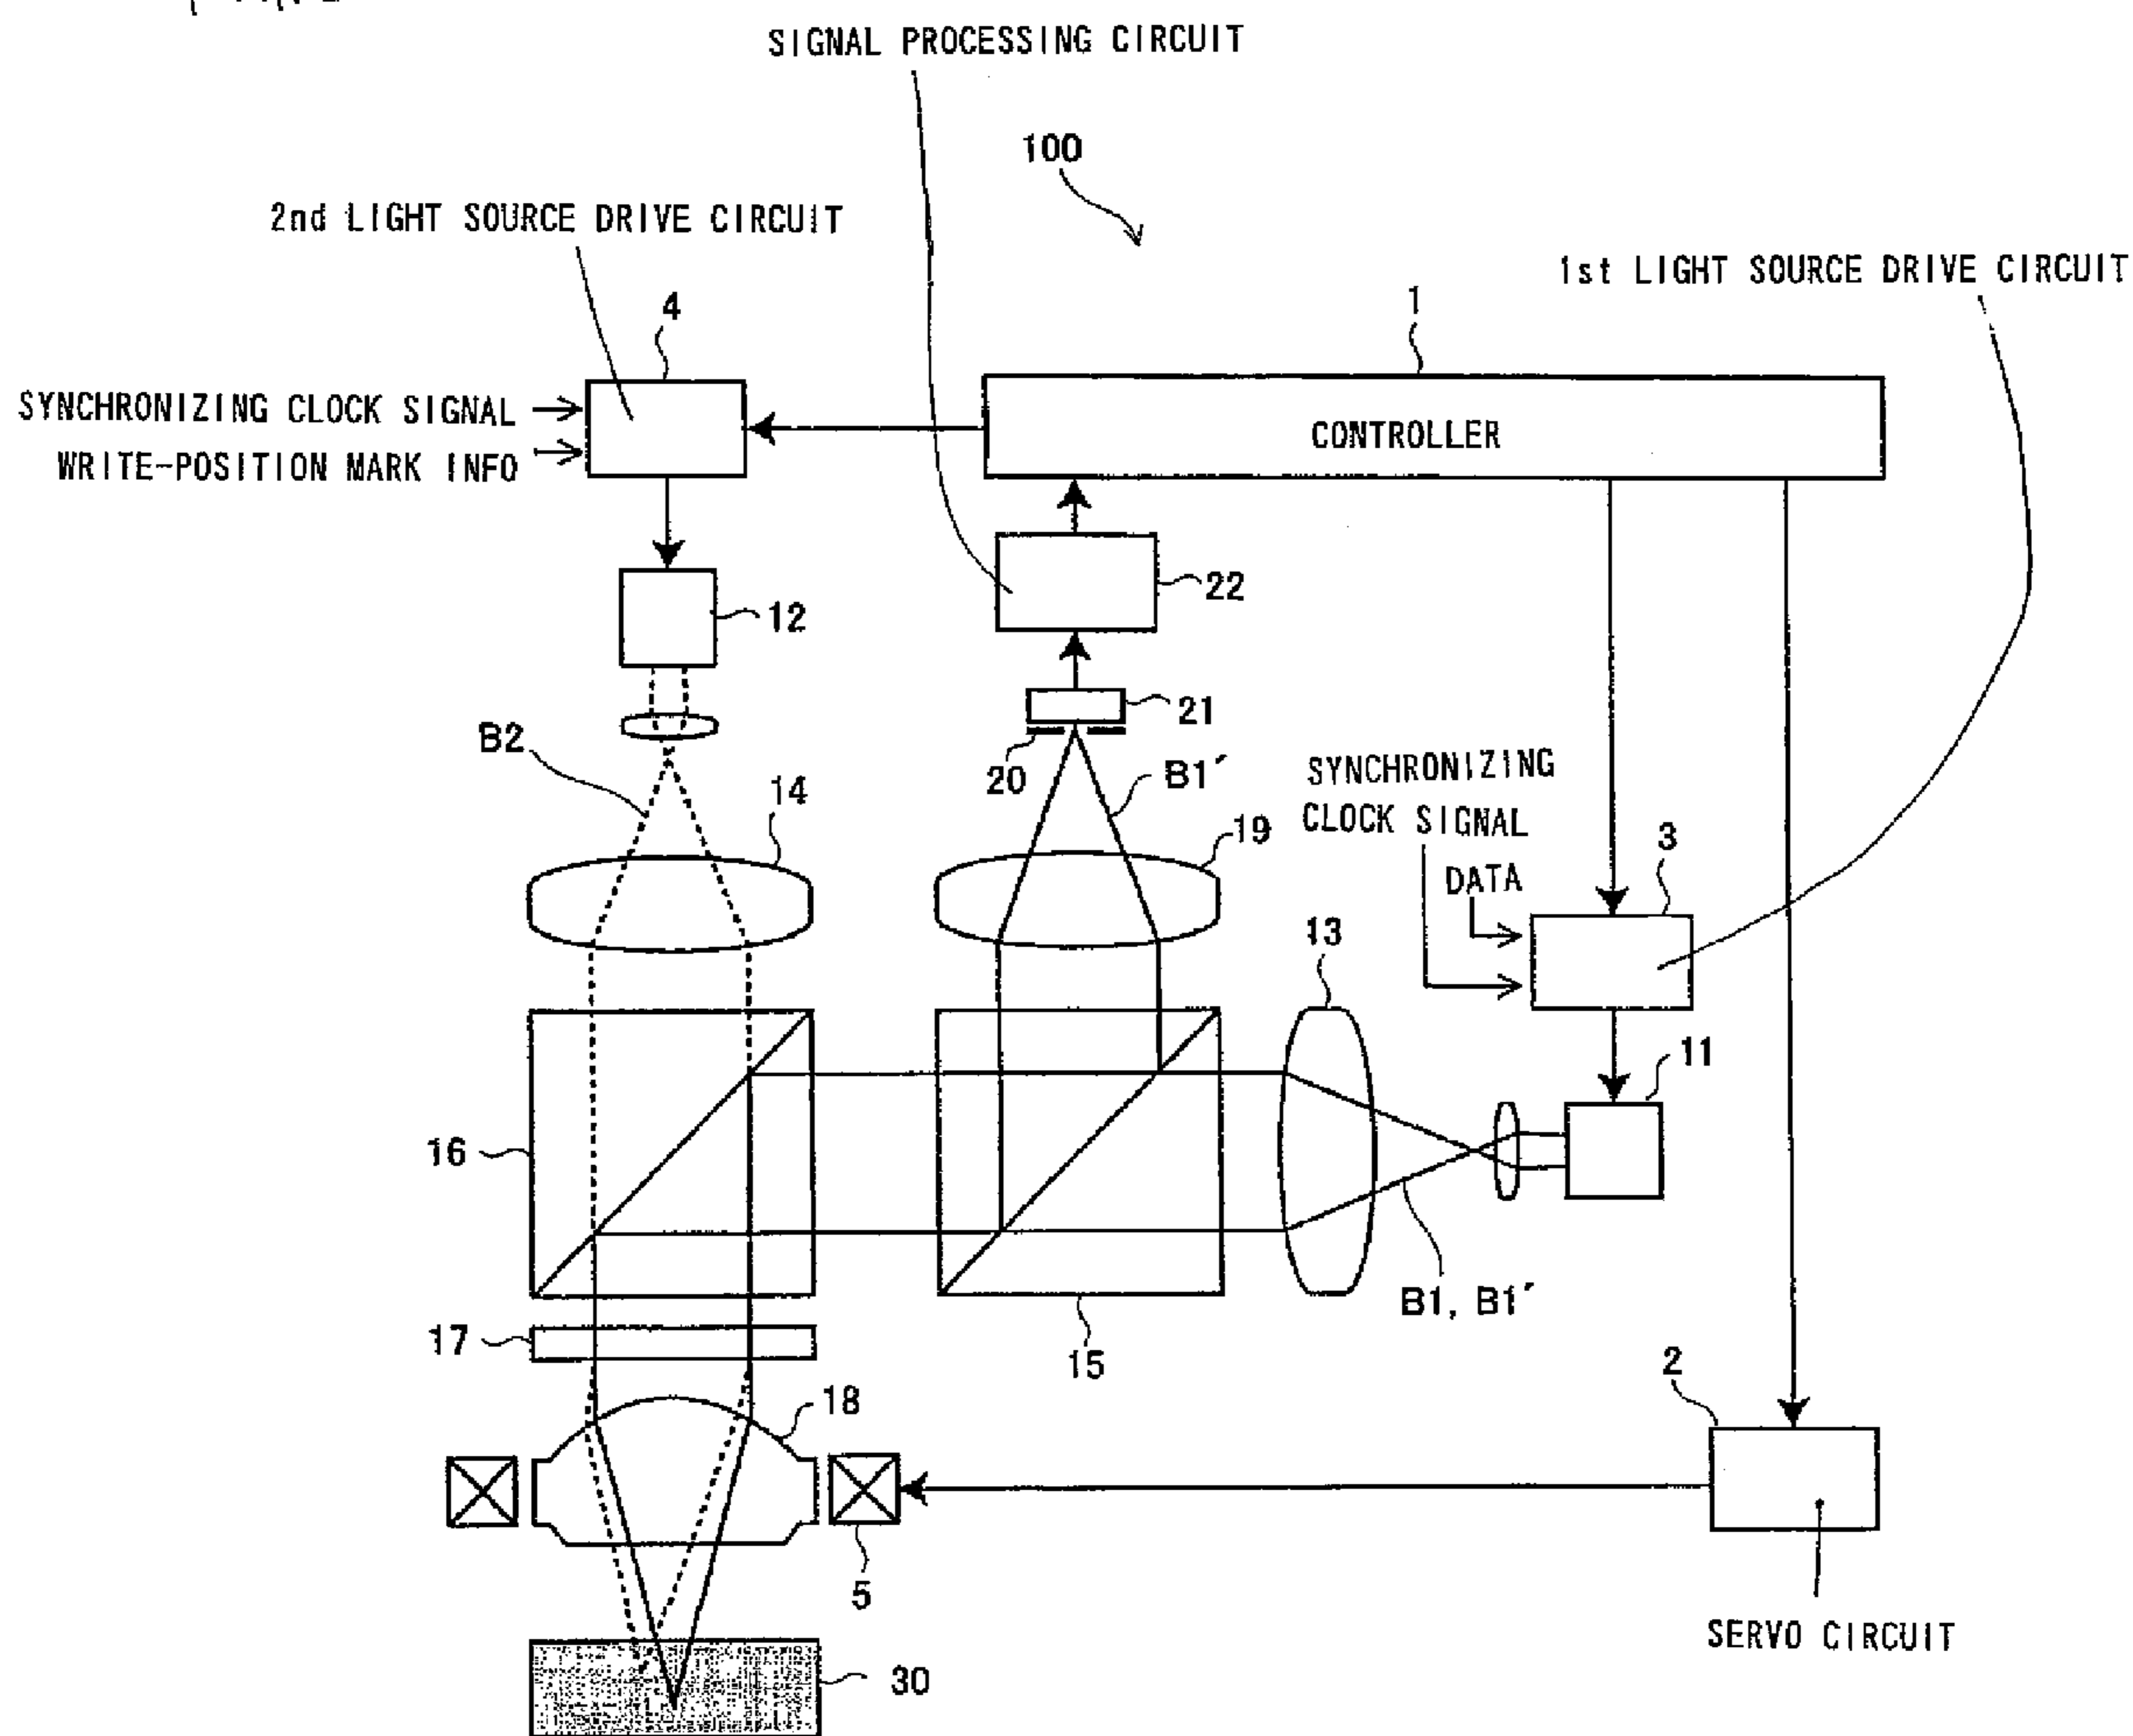 SIGNAL PROCESSING CIRCUIT
100
2nd LIGHT SOURCE DRIVE CIRCUIT
1st LIGHT SOURCE DRIVE CIRCUIT
4
1
SYNCHRONIZING CLOCK SIGNAL
WRITE-POSITION MARK INFO
CONTROLLER
22
12
21
B2
20
B1´
SYNCHRONIZING
CLOCK SIGNAL
14
19
3
DATA
13
11
16
B1, B1´
17
15
2
18
5
SERVO CIRCUIT
30